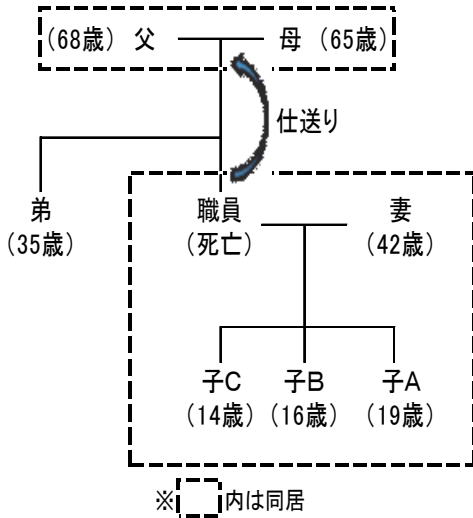 (68歳) 父 母 (65歳)
仕送り
弟 職員 妻
(35歳) (死亡) (42歳)
子C 子B 子A
(14歳) (16歳) (19歳)
※ 内は同居